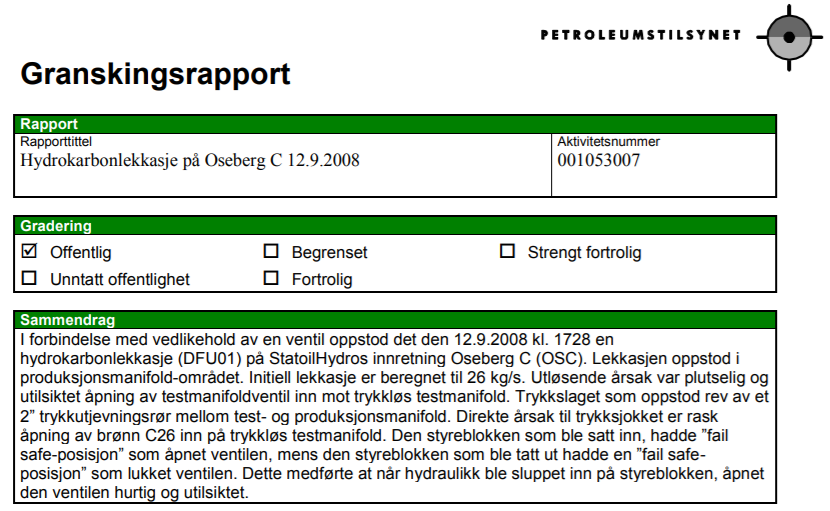 PETROLEUMSTILSYNET
Granskingsrapport
Rapport
Rapporttittel
Aktivitetsnummer
Hydrokarbonlekkasje på Oseberg C 12.9.2008
001053007
Gradering
Offentlig
Begrenset
Strengt fortrolig
Unntatt offentlighet
Fortrolig
Sammendrag
I forbindelse med vedlikehold av en ventil oppstod det den 12.9.2008 kl. 1728 en
hydrokarbonlekkasje (DFU01) på StatoilHydros innretning Oseberg C (OSC). Lekkasjen oppstod i
produksjonsmanifold-området. Initiell lekkasje er beregnet til 26 kg/s. Utløsende årsak var plutselig og
utilsiktet åpning av testmanifoldventil inn mot trykkløs testmanifold. Trykkslaget som oppstod rev av et
2” trykkutjevningsrør mellom test- og produksjonsmanifold. Direkte årsak til trykksjokket er rask
åpning av brønn C26 inn på trykkløs testmanifold. Den styreblokken som ble satt inn, hadde ”fail
safe-posisjon” som åpnet ventilen, mens den styreblokken som ble tatt ut hadde en ”fail safe-
posisjon” som lukket ventilen. Dette medførte at når hydraulikk ble sluppet inn på styreblokken, åpnet
den ventilen hurtig og utilsiktet.